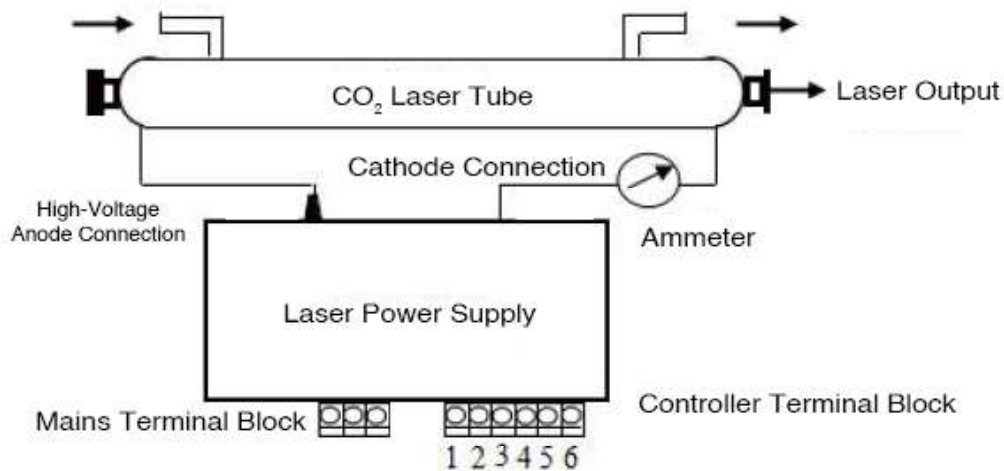 CO₂ Laser Tube
Laser Output
Cathode Connection
High-Voltage
Anode Connection
Ammeter
Laser Power Supply
Mains Terminal Block
Controller Terminal Block
1 2 3 4 5 6